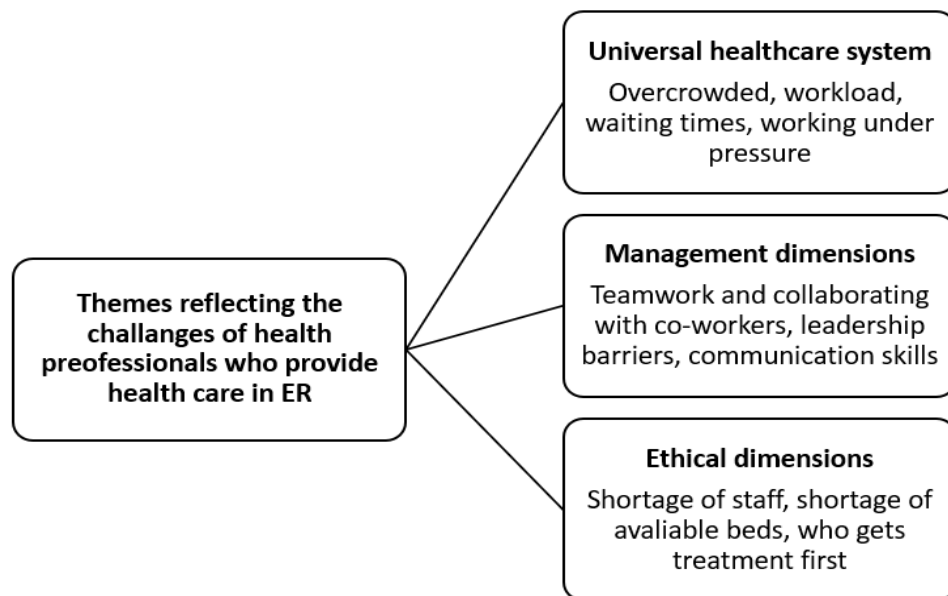 Themes reflecting the
challanges of health
preofessionals who provide
health care in ER
Universal healthcare system
Overcrowded, workload,
waiting times, working under
pressure
Management dimensions
Teamwork and collaborating
with co-workers, leadership
barriers, communication skills
Ethical dimensions
Shortage of staff, shortage of
avaliable beds, who gets
treatment first